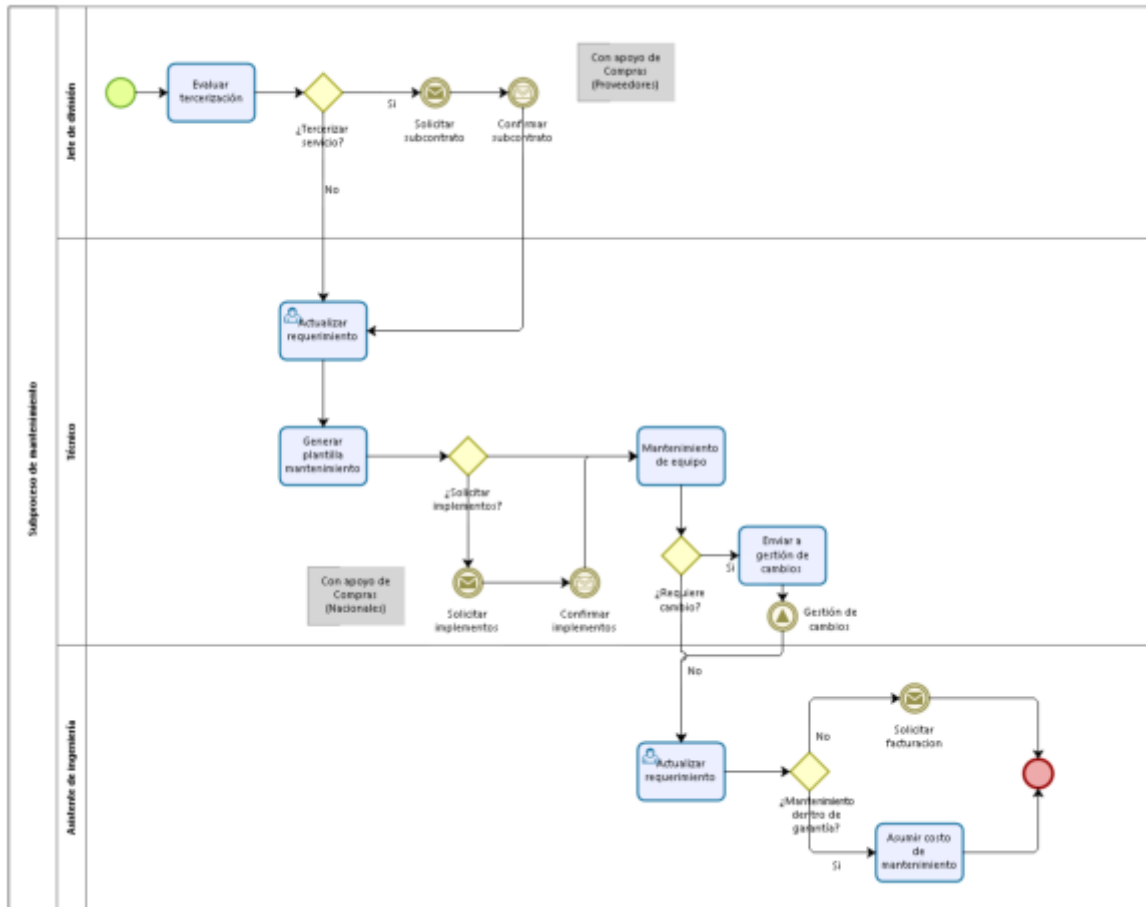 Subproceso de mantenimiento
Jefe de división
Evaluar
tercerización
¿Tercerizar
servicio?
Si
No
Solicitar
subcontrato
Confirmar
subcontrato
Con apoyo de
Compras
(Proveedores)
Técnico
Actualizar
requerimiento
Generar
plantilla
mantenimiento
¿Solicitar
implementos?
Con apoyo de
Compras
(Nacionales)
Solicitar
implementos
Confirmar
implementos
Mantenimiento
de equipo
¿Requiere
cambio?
Si
No
Enviar a
gestión de
cambios
Gestión de
cambios
Asistente de ingeniería
Actualizar
requerimiento
¿Mantenimiento
dentro de
garantía?
No
Si
Solicitar
facturacion
Asumir costo
de
mantenimiento